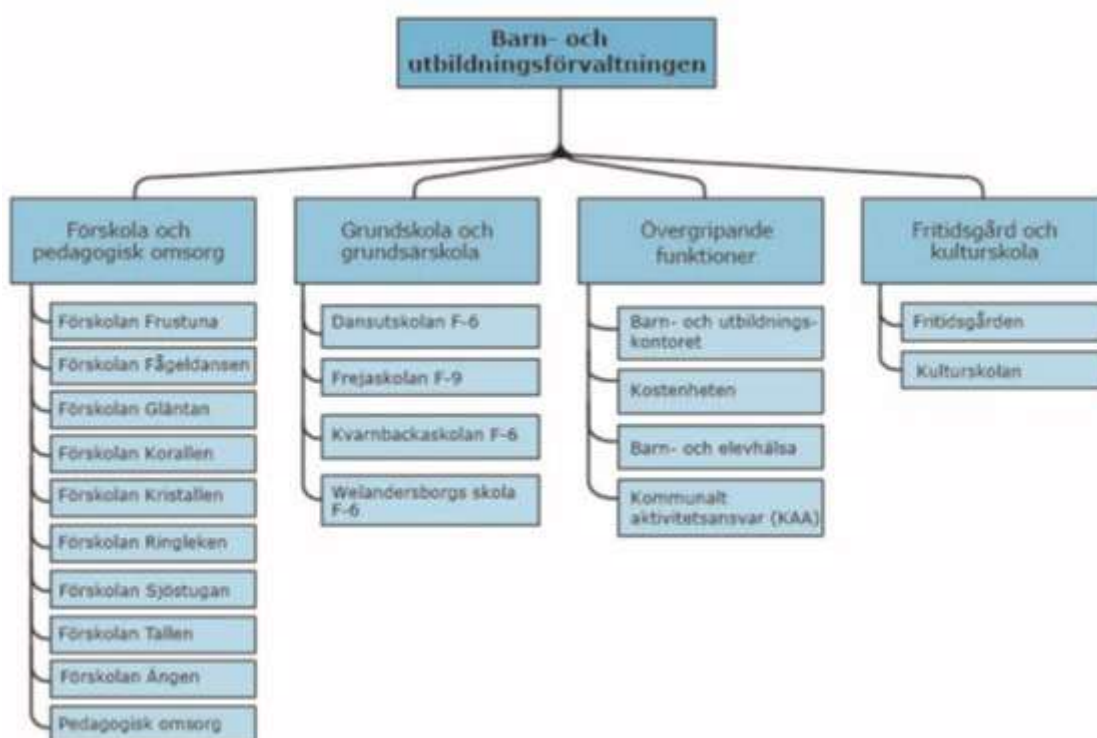 Barn- och
utbildningsförvaltningen
Förskola och
pedagogisk omsorg
Förskolan Frustuna
Förskolan Fågeldansen
Förskolan Gläntan
Förskolan Korallen
Förskolan Kristallen
Förskolan Ringleken
Förskolan Sjöstugan
Förskolan Tallen
Förskolan Ängen
Pedagogisk omsorg
Grundskola och
grundsärskola
Dansutskolan F-6
Frejaskolan F-9
Kvarnbackaskolan F-6
Welandersborgs skola
F-6
Övergripande
funktioner
Barn- och utbildnings-
kontoret
Kostenheten
Barn- och elevhälsa
Kommunalt
aktivitetsansvar (KAA)
Fritidsgård och
kulturskola
Fritidsgården
Kulturskolan